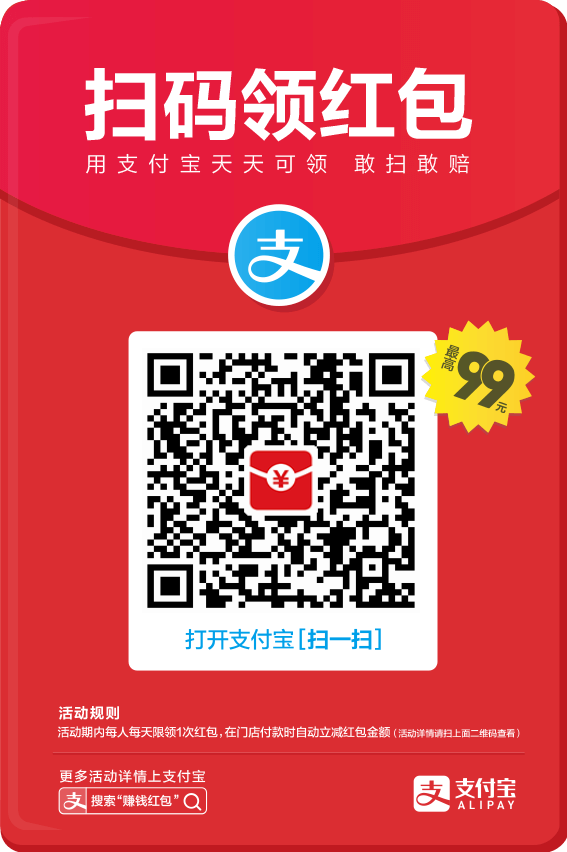 扫码领红包
用支付宝天天可领 敢扫敢赔
支
最高99元
¥
打开支付宝[扫一扫]
活动规则
活动期内每人每天限领1次红包，在门店付款时自动立减红包金额（活动详情请扫上面二维码查看）
更多活动详情上支付宝
支 搜索“赚钱红包”
支 支付宝
ALIPAY